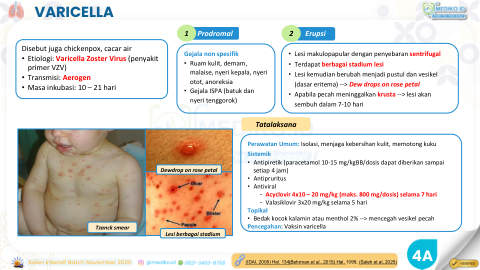 VARICELLA
Disebut juga chickenpox, cacar air
• Etiologi: Varicella Zoster Virus (penyakit
primer VZV)
• Transmisi: Aerogen
• Masa inkubasi: 10 – 21 hari
1 Prodromal
Gejala non spesifik
• Ruam kulit, demam,
malaise, nyeri kepala, nyeri
otot, anoreksia
• Gejala ISPA (batuk dan
nyeri tenggorok)
2 Erupsi
• Lesi makulopapular dengan penyebaran sentrifugal
• Terdapat berbagai stadium lesi
• Lesi kemudian berubah menjadi pustul dan vesikel
(dasar eritema) --> Dew drops on rose petal
• Apabila pecah meninggalkan krusta --> lesi akan
sembuh dalam 7-10 hari
Tzanck smear
Dewdrop on rose petal
Lesi berbagai stadium
Tatalaksana
Perawatan Umum: Isolasi, menjaga kebersihan kulit, memotong kuku
Sistemik
• Antipiretik (paracetamol 10-15 mg/kgBB/dosis dapat diberikan sampai
setiap 4 jam)
• Antipruritus
• Antiviral
– Acyclovir 4x10 – 20 mg/kg (maks. 800 mg/dosis) selama 7 hari
– Valasiklovir 3x20 mg/kg selama 5 hari
Topikal
• Bedak kocok kalamin atau menthol 2% --> mencegah vesikel pecah
Pencegahan: Vaksin varicella
4A